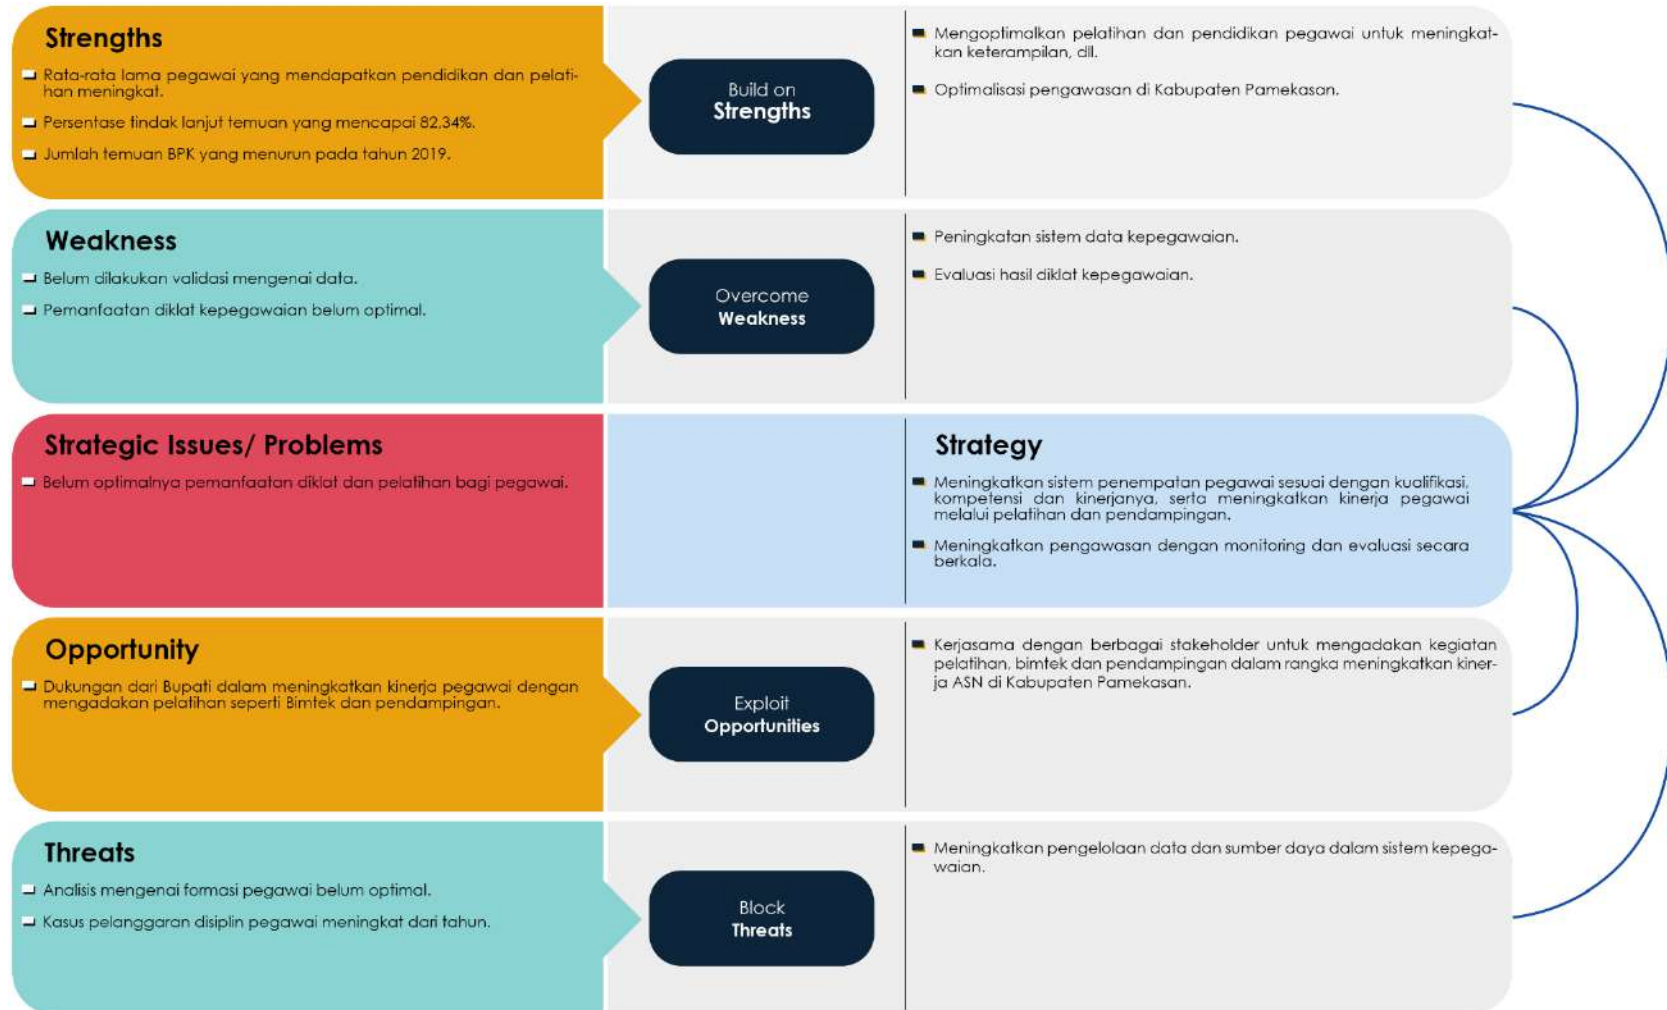 Strengths
Rata-rata lama pegawai yang mendapatkan pendidikan dan pelati-
han meningkat.
Persentase tindak lanjut temuan yang mencapai 82,34%.
Jumlah temuan BPK yang menurun pada tahun 2019.
Build on
Strengths
Mengoptimalkan pelatihan dan pendidikan pegawai untuk meningkat-
kan keterampilan, dll.
Optimalisasi pengawasan di Kabupaten Pamekasan.
Weakness
Belum dilakukan validasi mengenai data.
Pemanfaatan diklat kepegawaian belum optimal.
Overcome
Weakness
Peningkatan sistem data kepegawaian.
Evaluasi hasil diklat kepegawaian.
Strategic Issues/ Problems
Belum optimalnya pemanfaatan diklat dan pelatihan bagi pegawai.
Strategy
Meningkatkan sistem penempatan pegawai sesuai dengan kualifikasi,
kompetensi dan kinerjanya, serta meningkatkan kinerja pegawai
melalui pelatihan dan pendampingan.
Meningkatkan pengawasan dengan monitoring dan evaluasi secara
berkala.
Opportunity
Dukungan dari Bupati dalam meningkatkan kinerja pegawai dengan
mengadakan pelatihan seperti Bimtek dan pendampingan.
Exploit
Opportunities
Kerjasama dengan berbagai stakeholder untuk mengadakan kegiatan
pelatihan, bimtek dan pendampingan dalam rangka meningkatkan kiner-
ja ASN di Kabupaten Pamekasan.
Threats
Analisis mengenai formasi pegawai belum optimal.
Kasus pelanggaran disiplin pegawai meningkat dari tahun.
Block
Threats
Meningkatkan pengelolaan data dan sumber daya dalam sistem kepega-
waian.